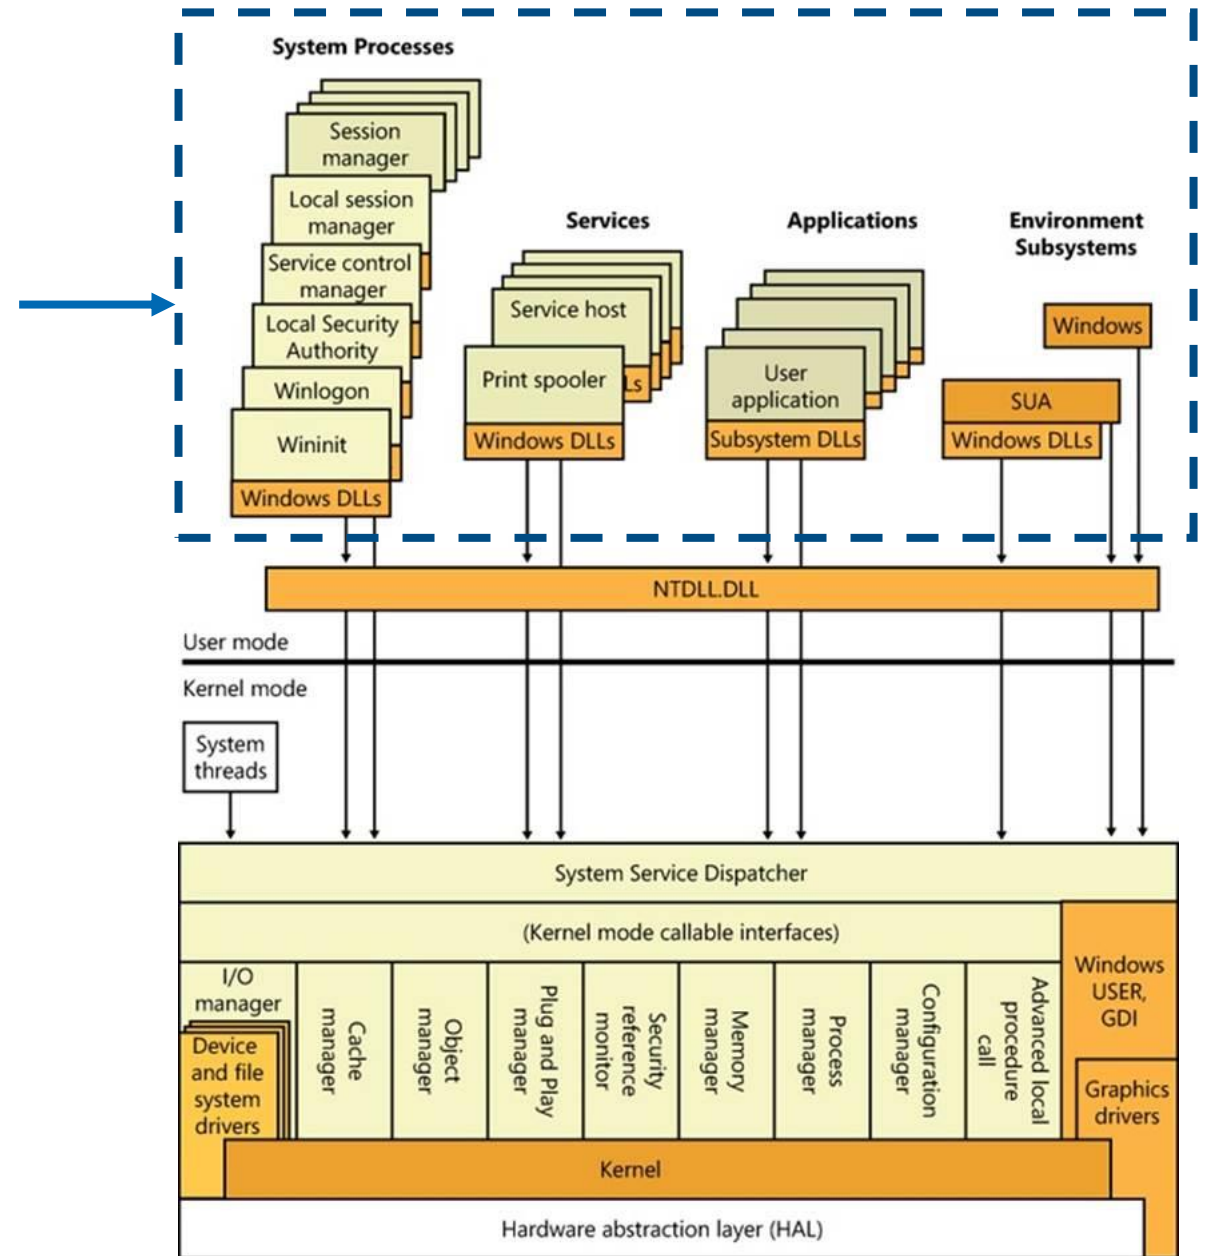 System Processes
Session
manager
Local session
manager
Service control
manager
Local Security
Authority
Winlogon
Wininit
Windows DLLs
Services
Service host
Print spooler
Ls
Windows DLLs
Applications
User
application
Subsystem DLLs
Environment
Subsystems
Windows
SUA
Windows DLLs
NTDLL.DLL
User mode
Kernel mode
System
threads
System Service Dispatcher
(Kernel mode callable interfaces)
I/O
manager
Device
and file
system
drivers
Cache
manager
Object
manager
Plug and Play
manager
Security
reference
monitor
Memory
manager
Process
manager
Configuration
manager
Advanced local
procedure
call
Windows
USER,
GDI
Graphics
drivers
Kernel
Hardware abstraction layer (HAL)